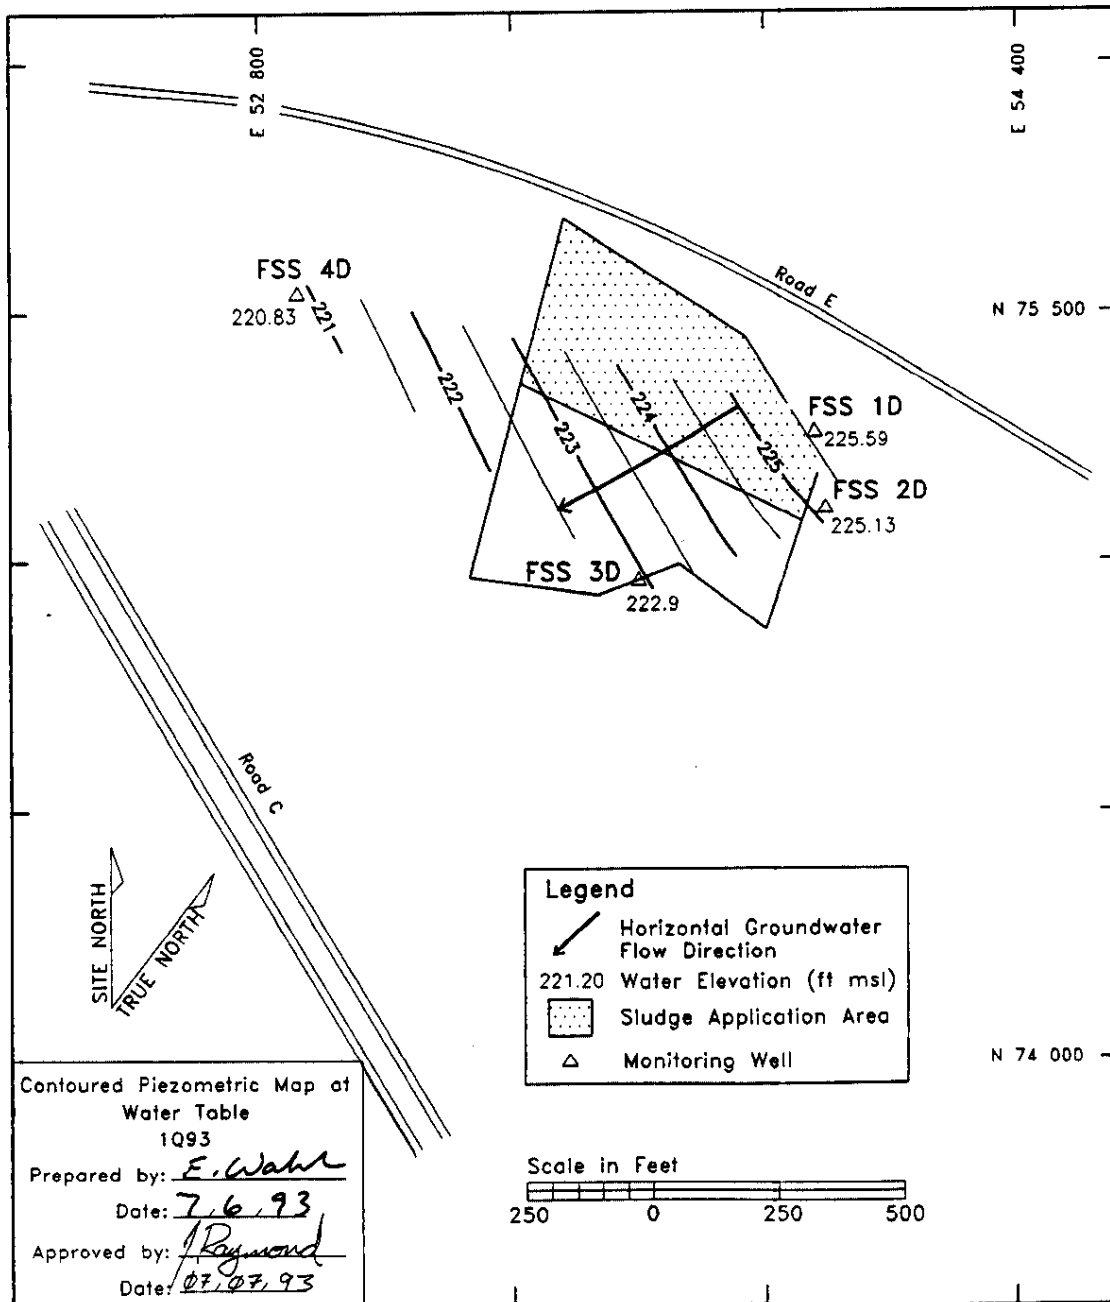 E 52 800
E 54 400
Road E
FSS 4D
220.83
221
N 75 500
222
223
224
225
FSS 1D
225.59
FSS 2D
225.13
FSS 3D
222.9
Road C
SITE NORTH
TRUE NORTH
Legend
Horizontal Groundwater
Flow Direction
221.20 Water Elevation (ft msl)
Sludge Application Area
Monitoring Well
N 74 000
Contoured Piezometric Map at
Water Table
1Q93
Prepared by: E. Wahl
Date: 7, 6, 93
Approved by: J Raymond
Date: 07, 07, 93
Scale in Feet
250 0 250 500